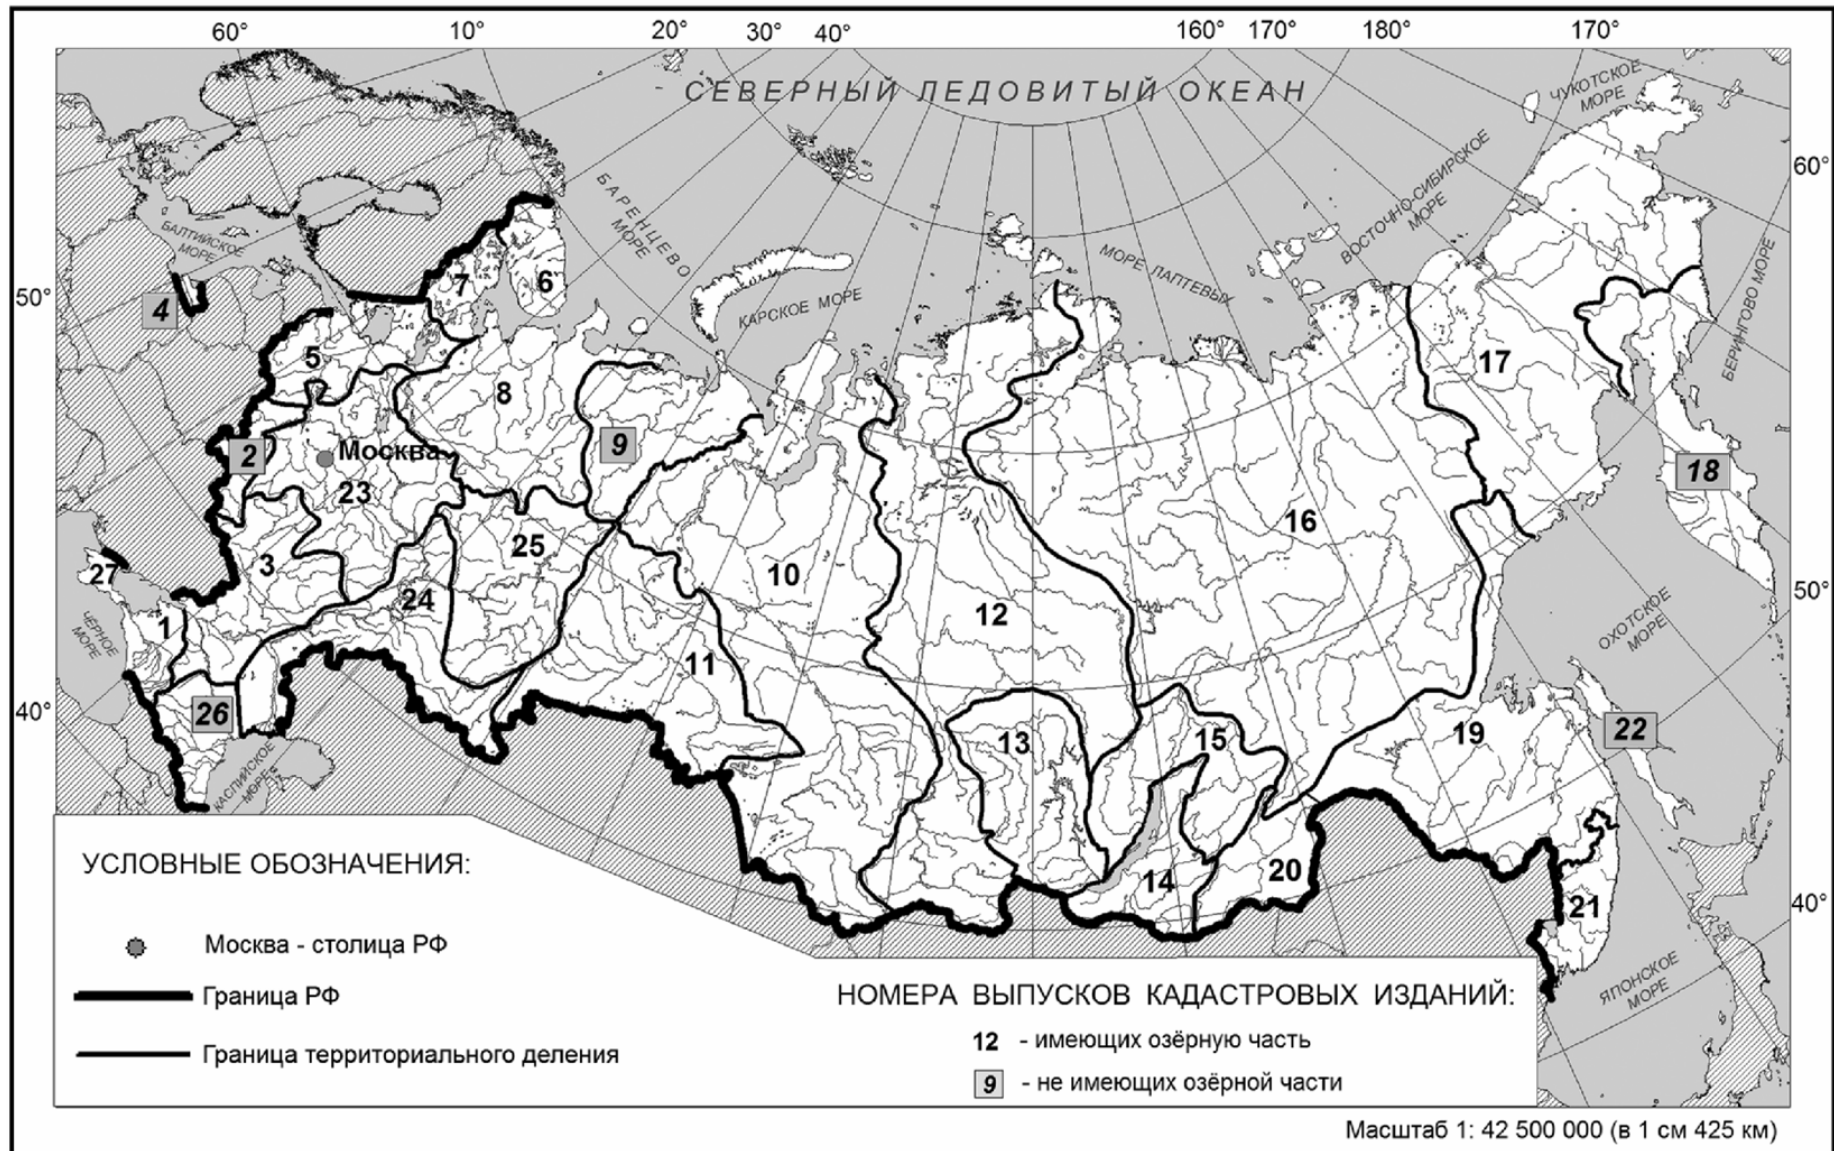 60° 10° 20° 30° 40° 160° 170° 180° 170°
СЕВЕРНЫЙ ЛЕДОВИТЫЙ ОКЕАН
ЧУКОТСКОЕ
МОРЕ
60°
БАРЕНЦЕВО
МОРЕ
ВОСТОЧНО-СИБИРСКОЕ
МОРЕ
БАЛТИЙСКОЕ
МОРЕ
МОРЕ ЛАПТЕВЫХ
КАРСКОЕ МОРЕ
БЕРИНГОВО МОРЕ
50°
4
7
6
5
8
17
2
Москва
9
18
23
16
3
25
27
24
10
12
50°
ЧЁРНОЕ
МОРЕ
1
11
ОХОТСКОЕ
МОРЕ
40°
26
13
15
19
22
КАСПИЙСКОЕ
МОРЕ
14
20
21
40°
ЯПОНСКОЕ
МОРЕ
УСЛОВНЫЕ ОБОЗНАЧЕНИЯ:
Москва - столица РФ
Граница РФ
Граница территориального деления
НОМЕРА ВЫПУСКОВ КАДАСТРОВЫХ ИЗДАНИЙ:
12 - имеющих озёрную часть
9 - не имеющих озёрной части
Масштаб 1: 42 500 000 (в 1 см 425 км)